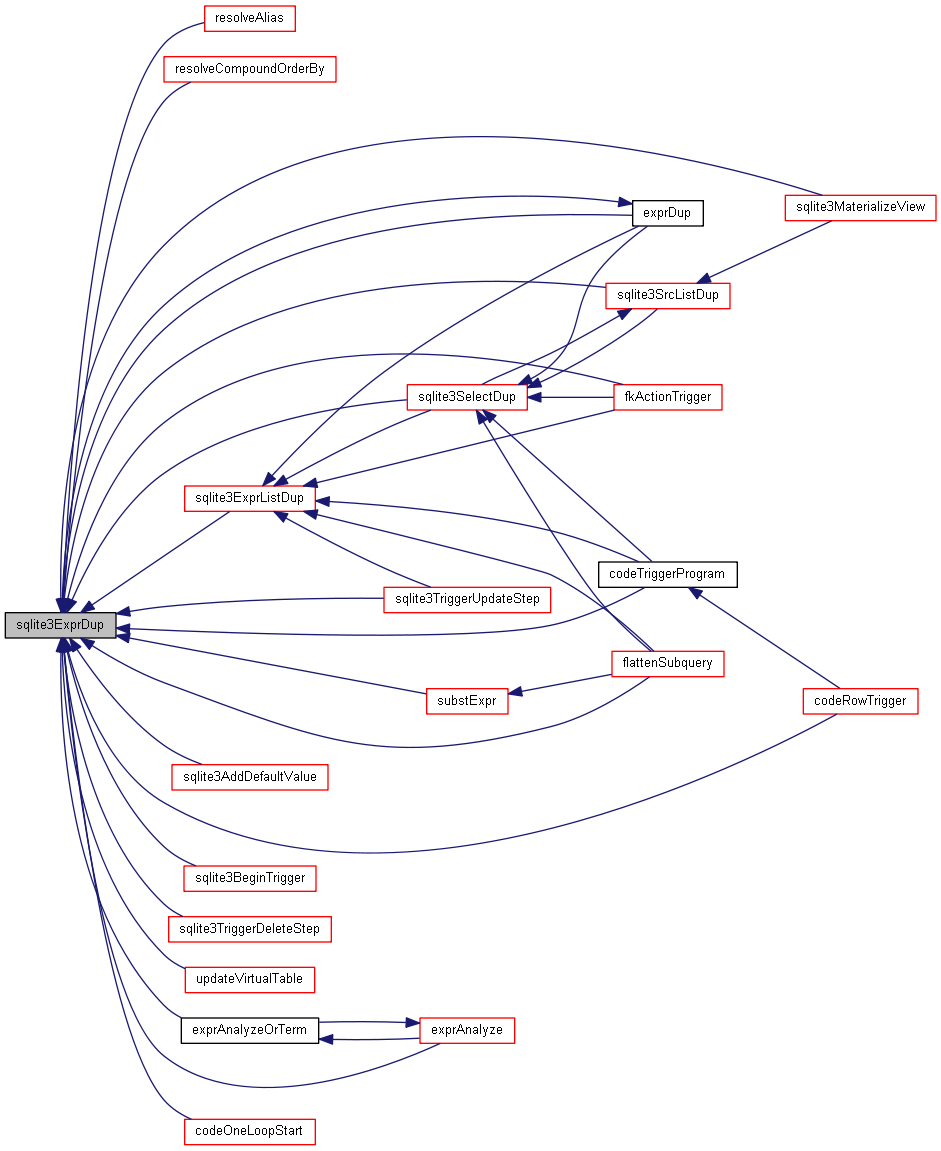 resolveAlias
resolveCompoundOrderBy
sqlite3MaterializeView
exprDup
sqlite3SrcListDup
sqlite3SelectDup
fkActionTrigger
sqlite3ExprListDup
codeTriggerProgram
sqlite3TriggerUpdateStep
sqlite3ExprDup
flattenSubquery
substExpr
codeRowTrigger
sqlite3AddDefaultValue
sqlite3BeginTrigger
sqlite3TriggerDeleteStep
updateVirtualTable
exprAnalyzeOrTerm
exprAnalyze
codeOneLoopStart